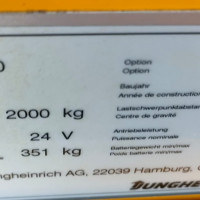 Option
Option
Baujahr
Année de construction
Lastschwerpunktabstand
Centre de gravité
2000 kg
Antriebsleistung
Puissance nominale
24 V
Batteriegewicht min/max
Poids batterie min/max
351 kg
ngheinrich AG, 22039 Hamburg,
JUNGHE